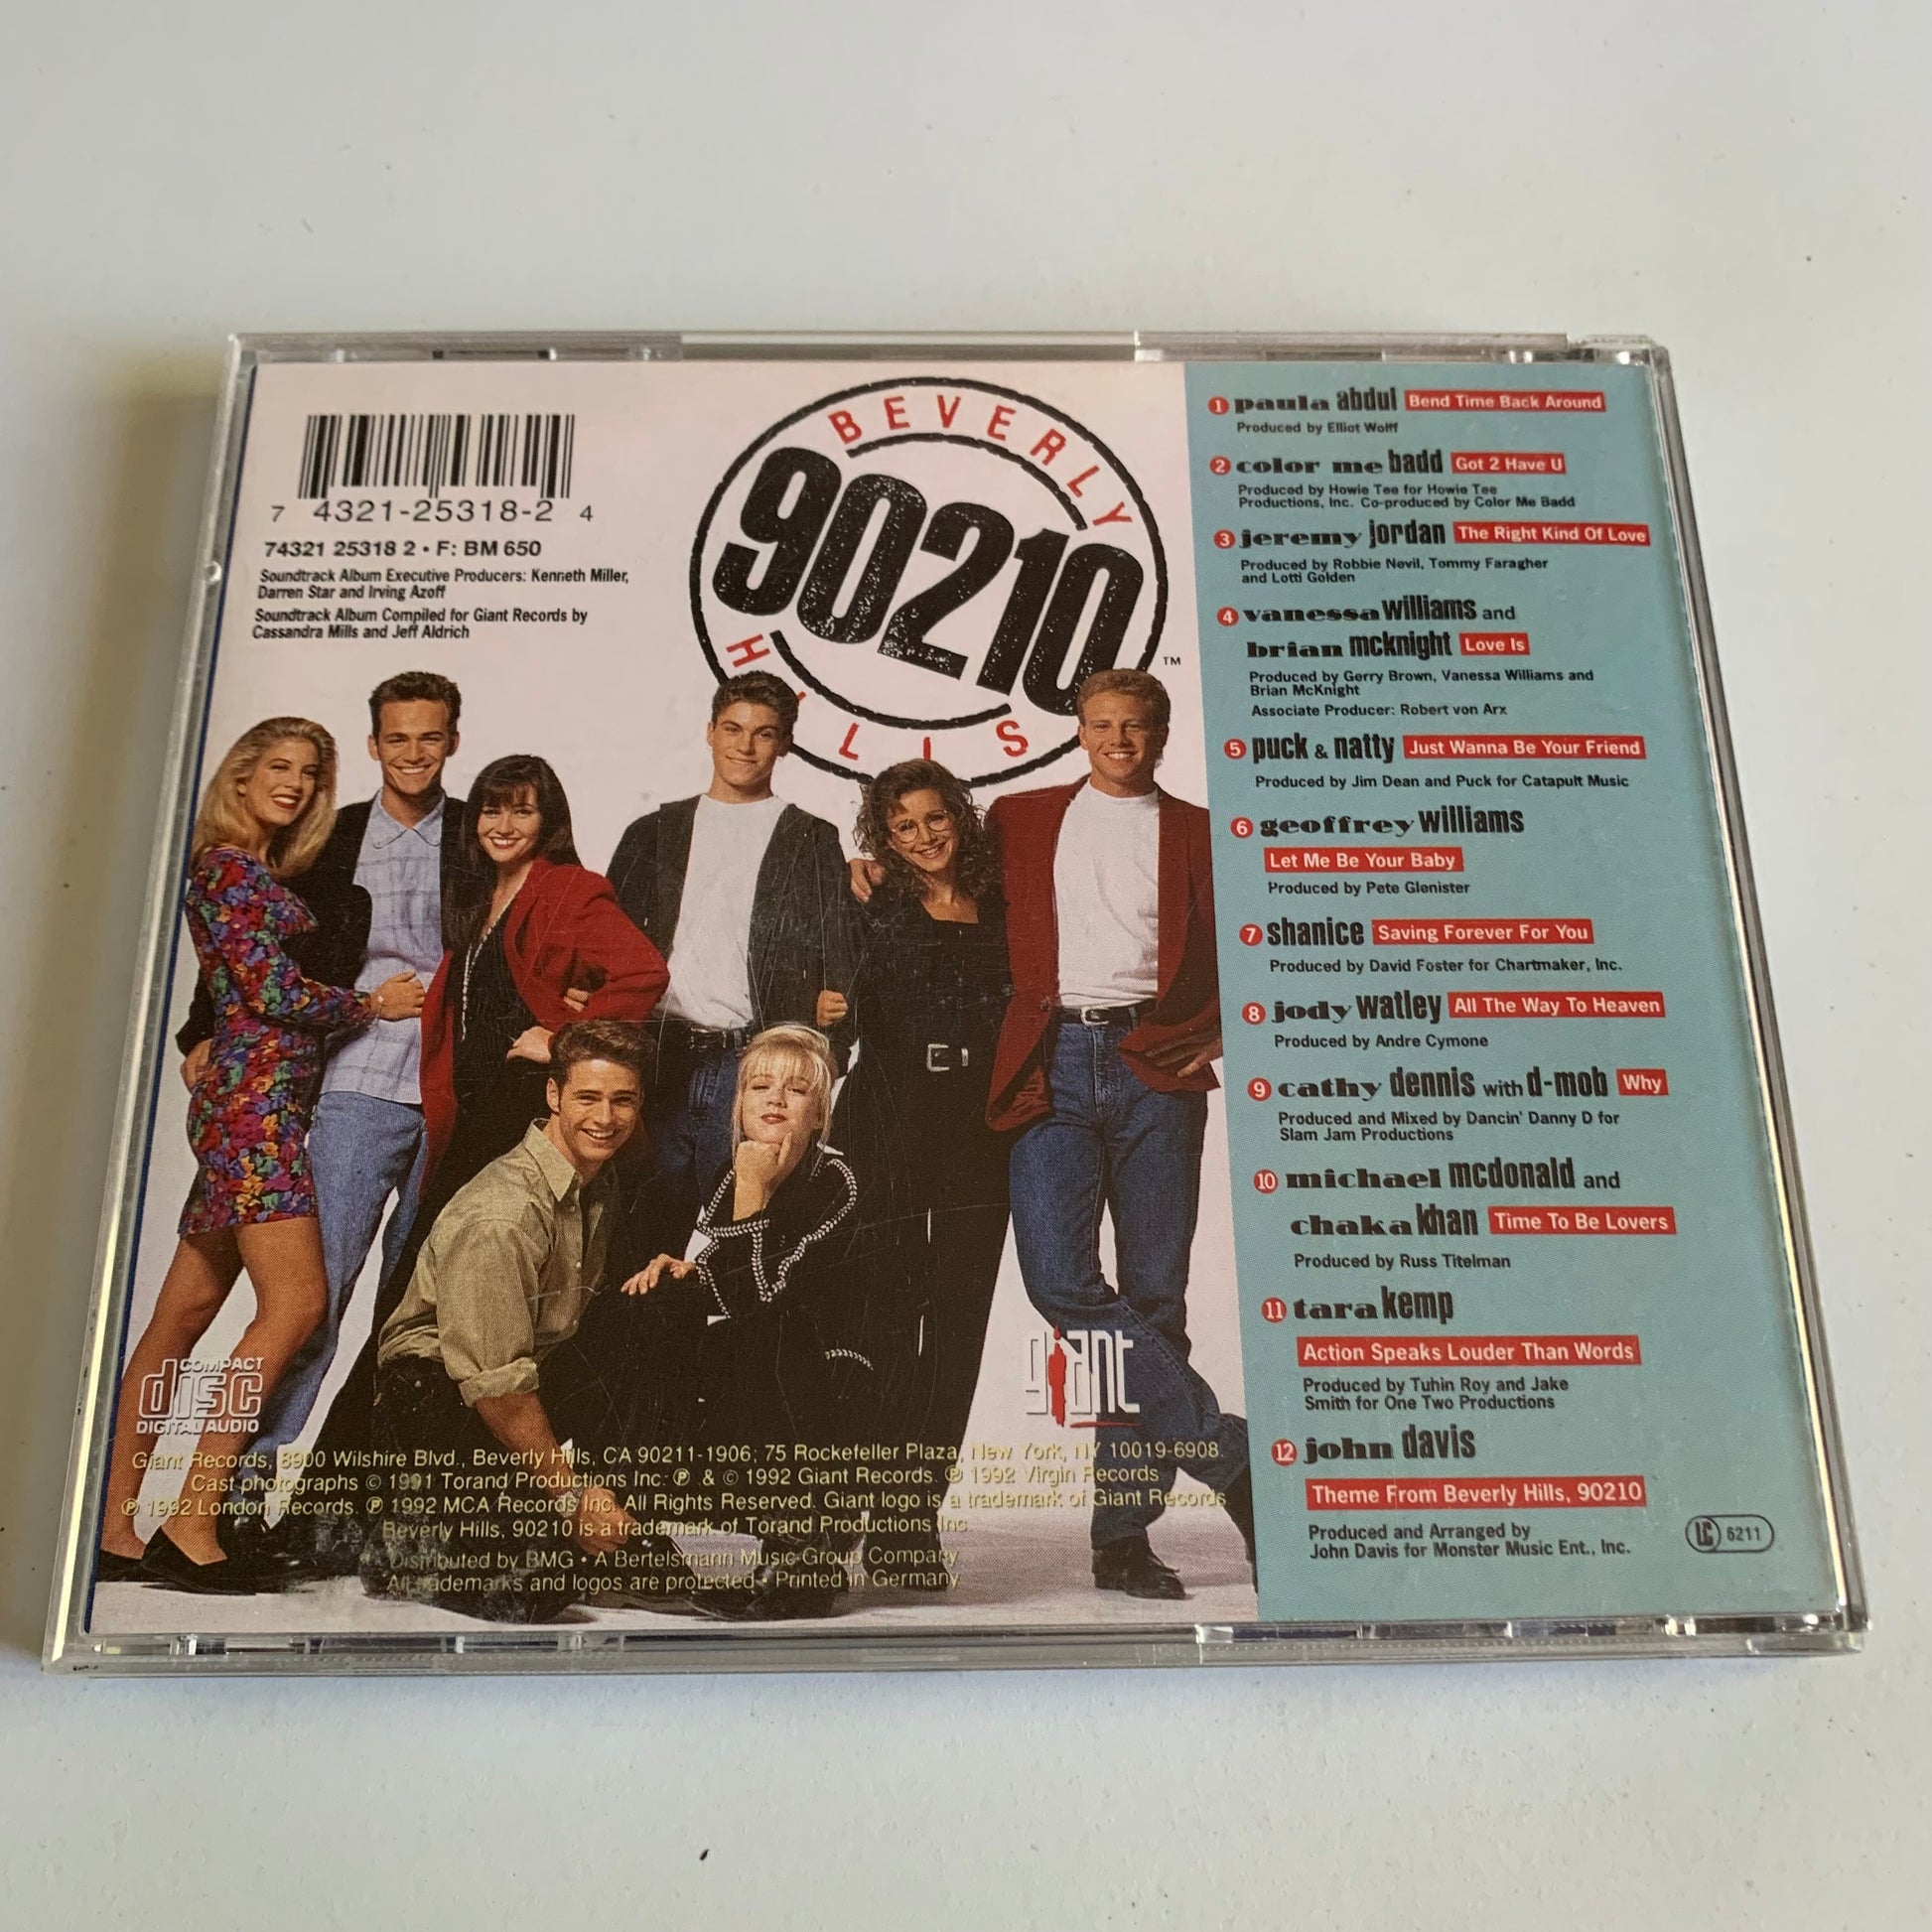 7 4321-25318-2 4
74321 25318 2 • F: BM 650
Soundtrack Album Executive Producers: Kenneth Miller,
Darren Star and Irving Azoff
Soundtrack Album Compiled for Giant Records by
Cassandra Mills and Jeff Aldrich
BEVERLY
90210
HILLS
TM
1 paula abdul Bend Time Back Around
Produced by Elliot Wolff
2 color me badd Got 2 Have U
Produced by Howie Tee for Howie Tee
Productions, Inc. Co-produced by Color Me Badd
3 jeremy jordan The Right Kind Of Love
Produced by Robbie Nevil, Tommy Faragher
and Lotti Golden
4 vanessa williams and
brian mcknight Love Is
Produced by Gerry Brown, Vanessa Williams and
Brian McKnight
Associate Producer: Robert von Arx
5 puck & natty Just Wanna Be Your Friend
Produced by Jim Dean and Puck for Catapult Music
6 geoffrey williams
Let Me Be Your Baby
Produced by Pete Glenister
7 shanice Saving Forever For You
Produced by David Foster for Chartmaker, Inc.
8 jody watley All The Way To Heaven
Produced by Andre Cymone
9 cathy dennis with d-mob Why
Produced and Mixed by Dancin' Danny D for
Slam Jam Productions
10 michael mcdonald and
chaka khan Time To Be Lovers
Produced by Russ Titelman
11 tara kemp
Action Speaks Louder Than Words
Produced by Tuhin Roy and Jake
Smith for One Two Productions
12 john davis
Theme From Beverly Hills, 90210
Produced and Arranged by
John Davis for Monster Music Ent., Inc.
LC 6211
COMPACT
disc
DIGITAL AUDIO
giant
Giant Records, 8900 Wilshire Blvd., Beverly Hills, CA 90211-1906; 75 Rockefeller Plaza, New York, NY 10019-6908.
Cast photographs © 1991 Torand Productions Inc. ℗ & © 1992 Giant Records. ℗ 1992 Virgin Records
℗ 1992 London Records. ℗ 1992 MCA Records Inc. All Rights Reserved. Giant logo is a trademark of Giant Records
Beverly Hills, 90210 is a trademark of Torand Productions Inc.
Distributed by BMG • A Bertelsmann Music Group Company
All trademarks and logos are protected • Printed in Germany